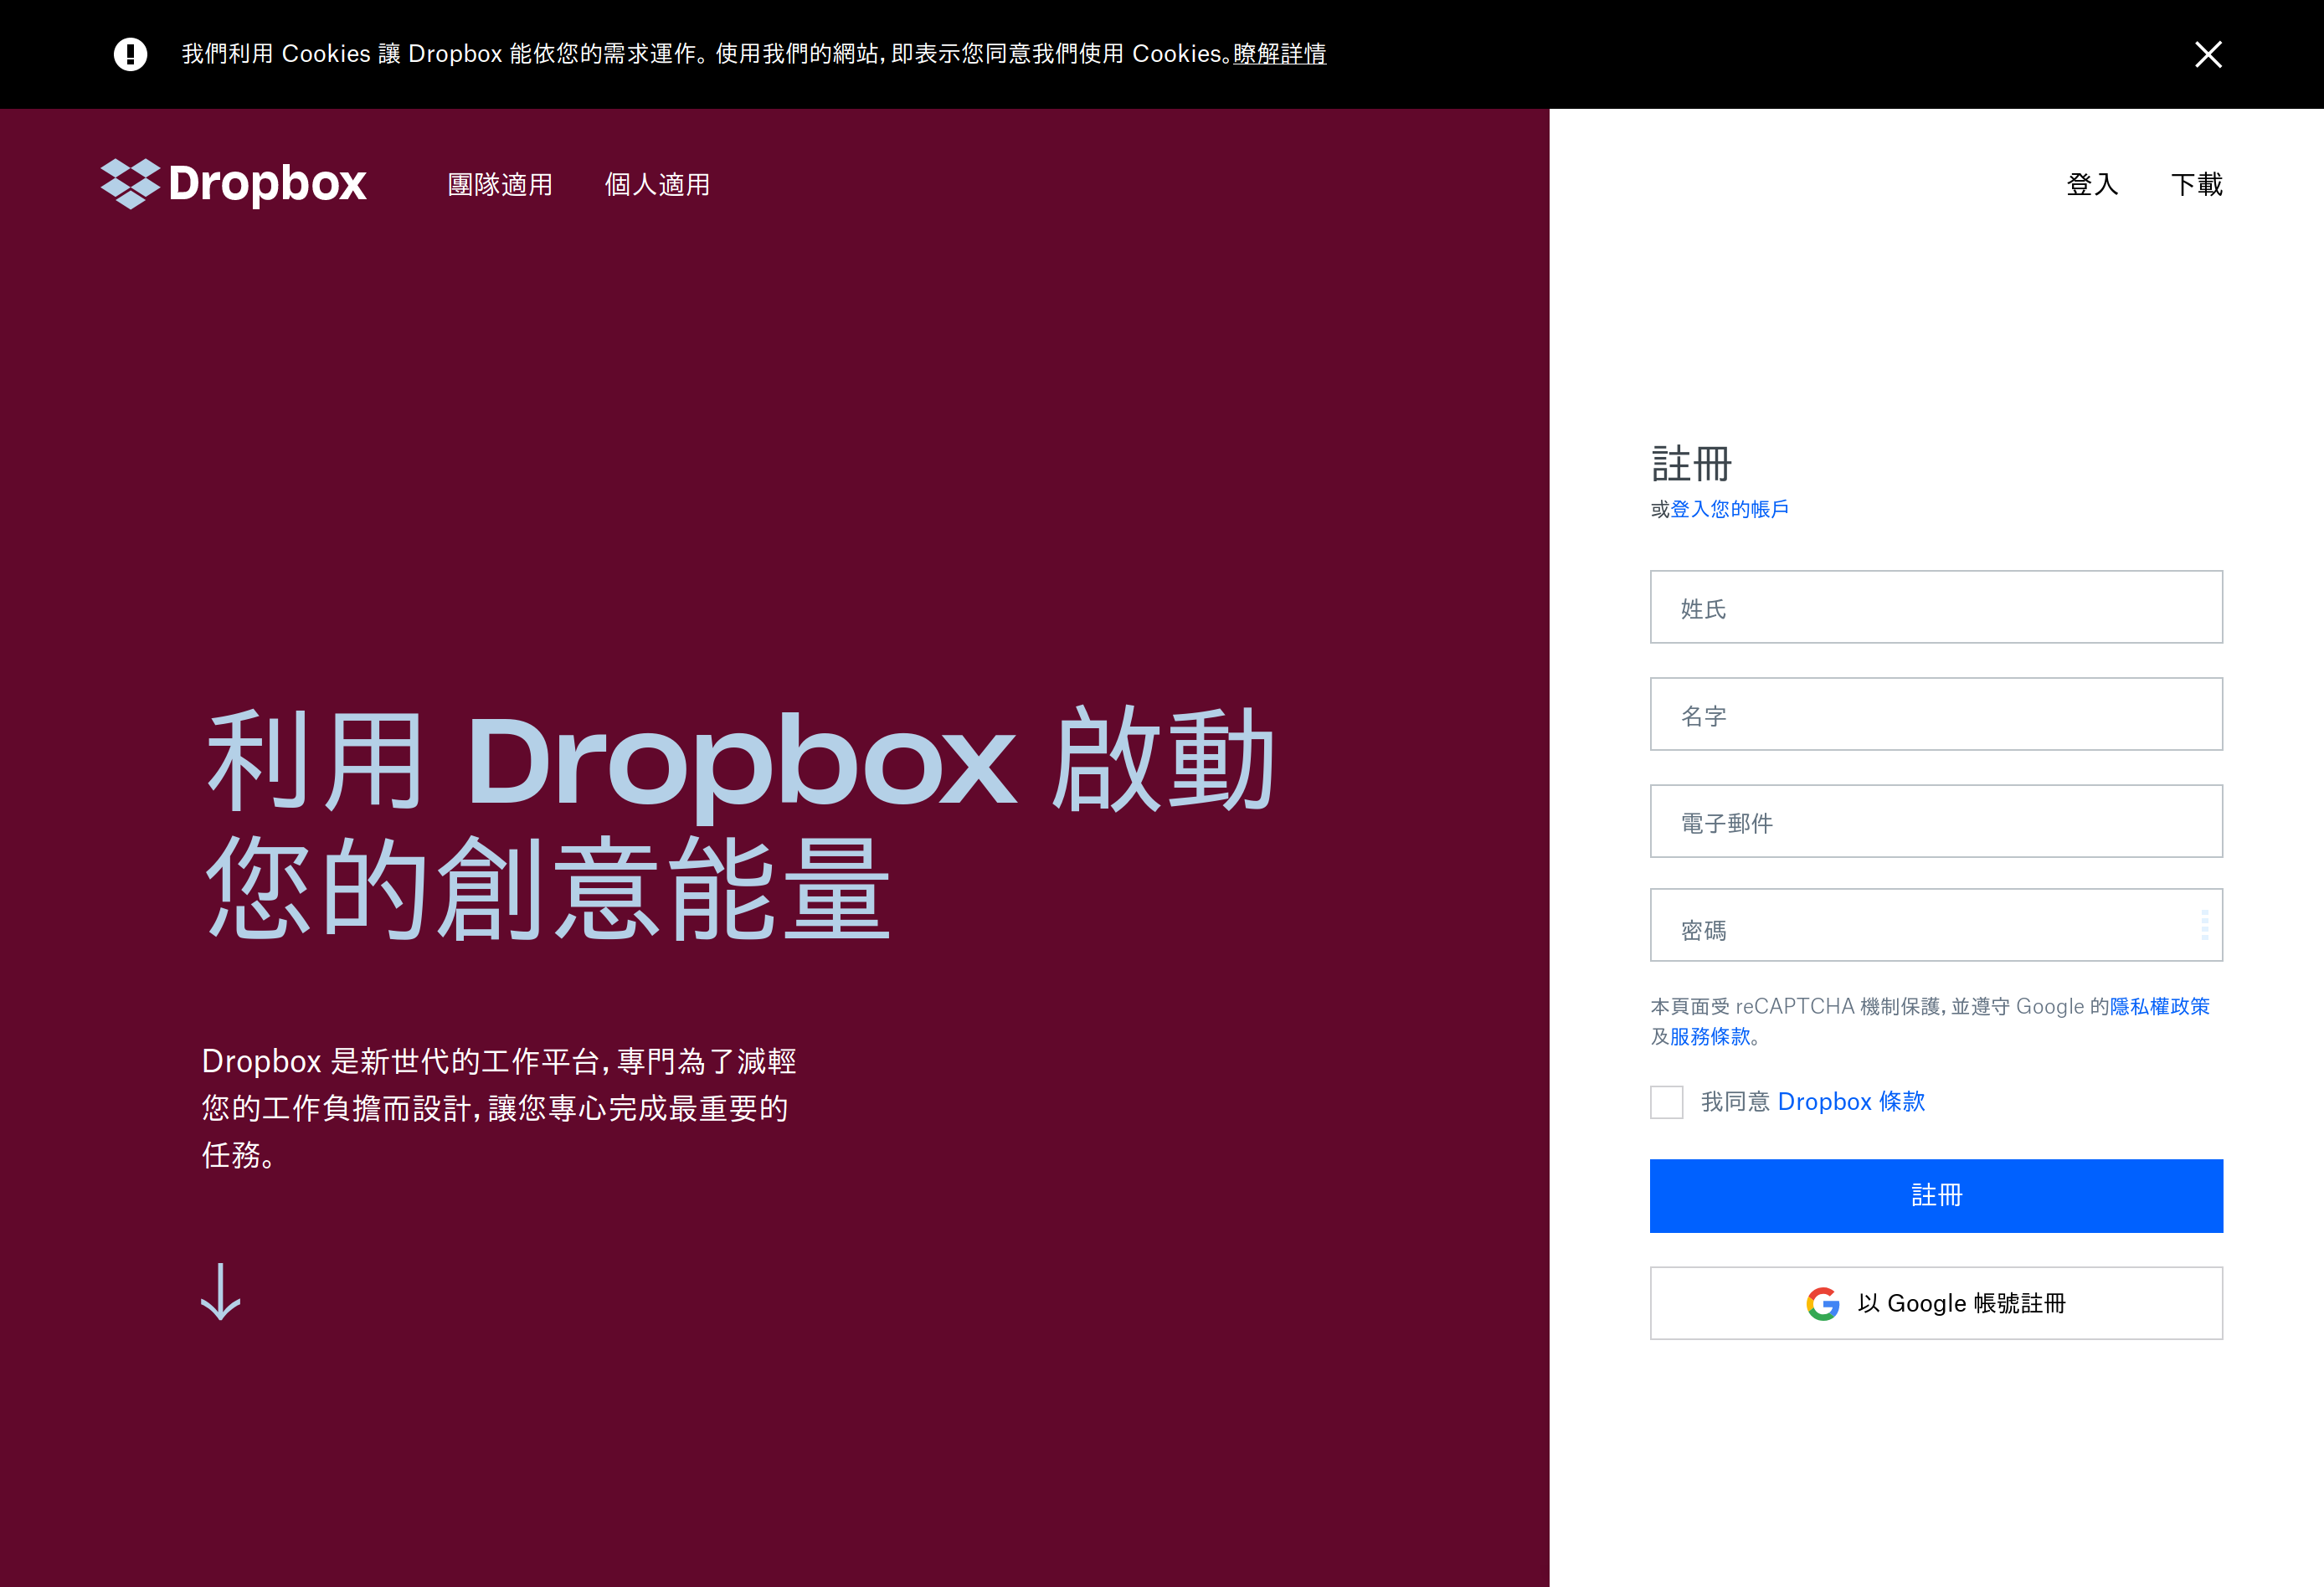 我們利用 Cookies 讓 Dropbox 能依您的需求運作。使用我們的網站，即表示您同意我們使用 Cookies。瞭解詳情
Dropbox
團隊適用
個人適用
登入
下載
利用 Dropbox 啟動
您的創意能量
Dropbox 是新世代的工作平台，專門為了減輕
您的工作負擔而設計，讓您專心完成最重要的
任務。
註冊
或登入您的帳戶
姓氏
名字
電子郵件
密碼
本頁面受 reCAPTCHA 機制保護，並遵守 Google 的隱私權政策
及服務條款。
我同意 Dropbox 條款
註冊
以 Google 帳號註冊